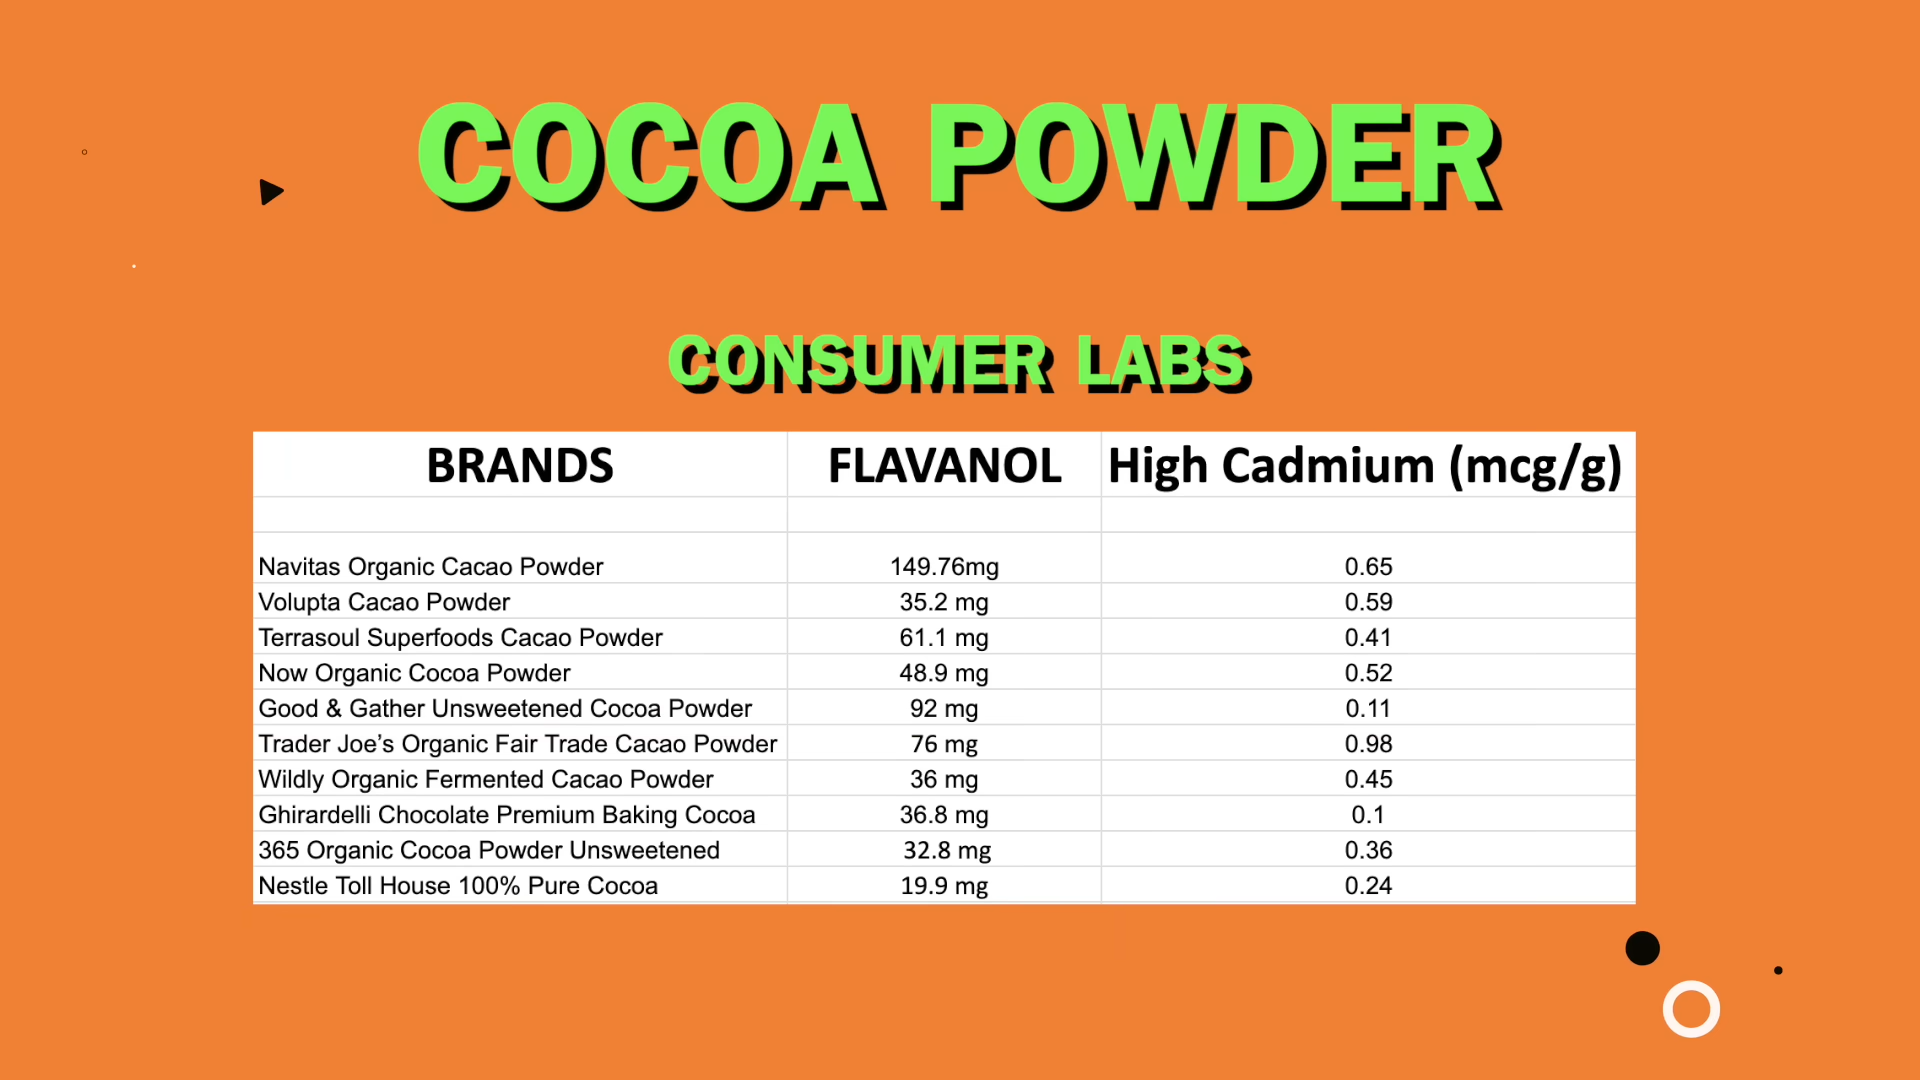 COCOA POWDER
CONSUMER LABS
BRANDS FLAVANOL High Cadmium (mcg/g)
Navitas Organic Cacao Powder 149.76mg 0.65
Volupta Cacao Powder 35.2 mg 0.59
Terrasoul Superfoods Cacao Powder 61.1 mg 0.41
Now Organic Cocoa Powder 48.9 mg 0.52
Good & Gather Unsweetened Cocoa Powder 92 mg 0.11
Trader Joe’s Organic Fair Trade Cacao Powder 76 mg 0.98
Wildly Organic Fermented Cacao Powder 36 mg 0.45
Ghirardelli Chocolate Premium Baking Cocoa 36.8 mg 0.1
365 Organic Cocoa Powder Unsweetened 32.8 mg 0.36
Nestle Toll House 100% Pure Cocoa 19.9 mg 0.24